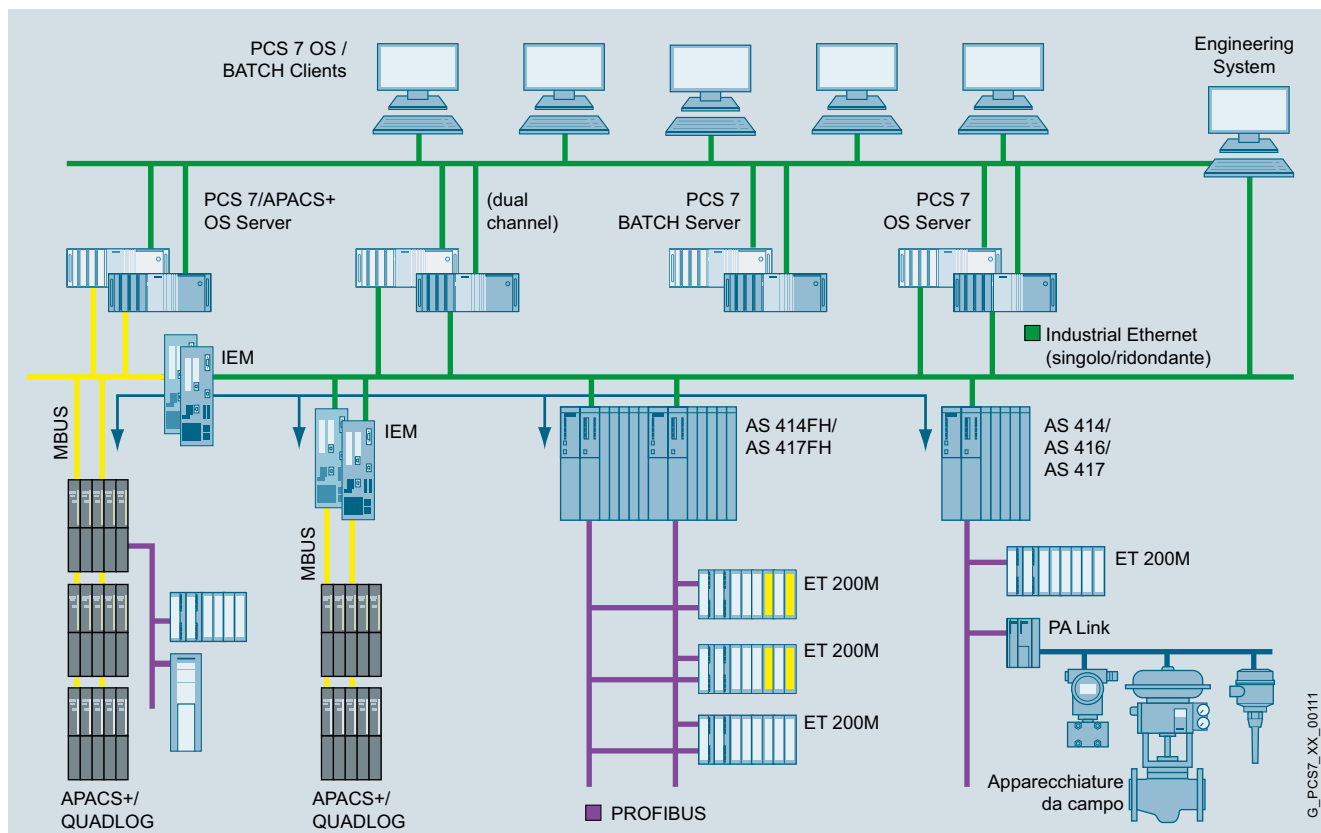 PCS 7 OS /
BATCH Clients
Engineering
System
PCS 7/APACS+
OS Server
(dual
channel)
PCS 7
BATCH Server
PCS 7
OS Server
Industrial Ethernet
(singolo/ridondante)
IEM
MBUS
IEM
AS 414FH/
AS 417FH
AS 414/
AS 416/
AS 417
MBUS
ET 200M
ET 200M
PA Link
ET 200M
ET 200M
Apparecchiature
da campo
APACS+/
QUADLOG
APACS+/
QUADLOG
PROFIBUS
G_PCS7_XX_00111